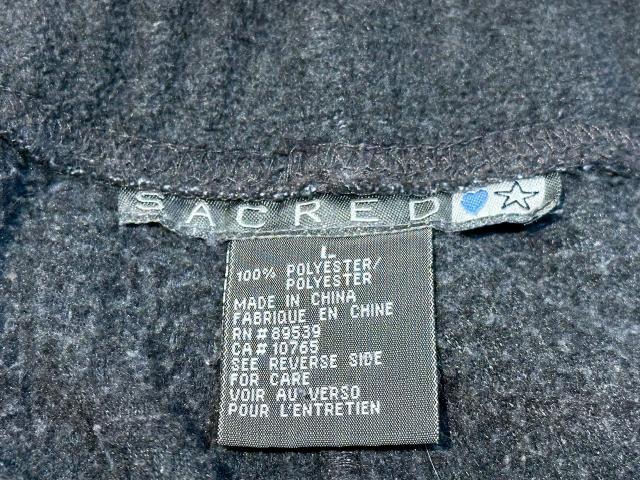 SACRED
L
100% POLYESTER/
POLYESTER
MADE IN CHINA
FABRIQUE EN CHINE
RN# 89539
CA# 10765
SEE REVERSE SIDE
FOR CARE
VOIR AU VERSO
POUR L'ENTRETIEN